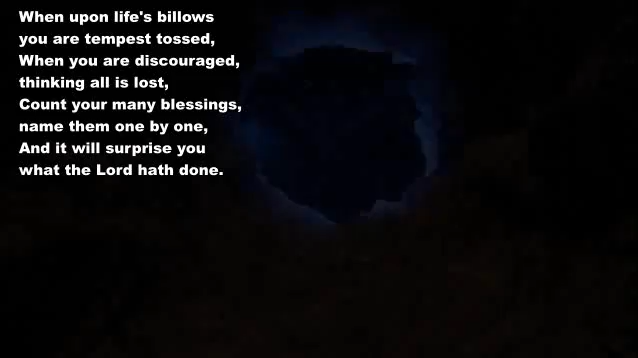 When upon life's billows
you are tempest tossed,
When you are discouraged,
thinking all is lost,
Count your many blessings,
name them one by one,
And it will surprise you
what the Lord hath done.